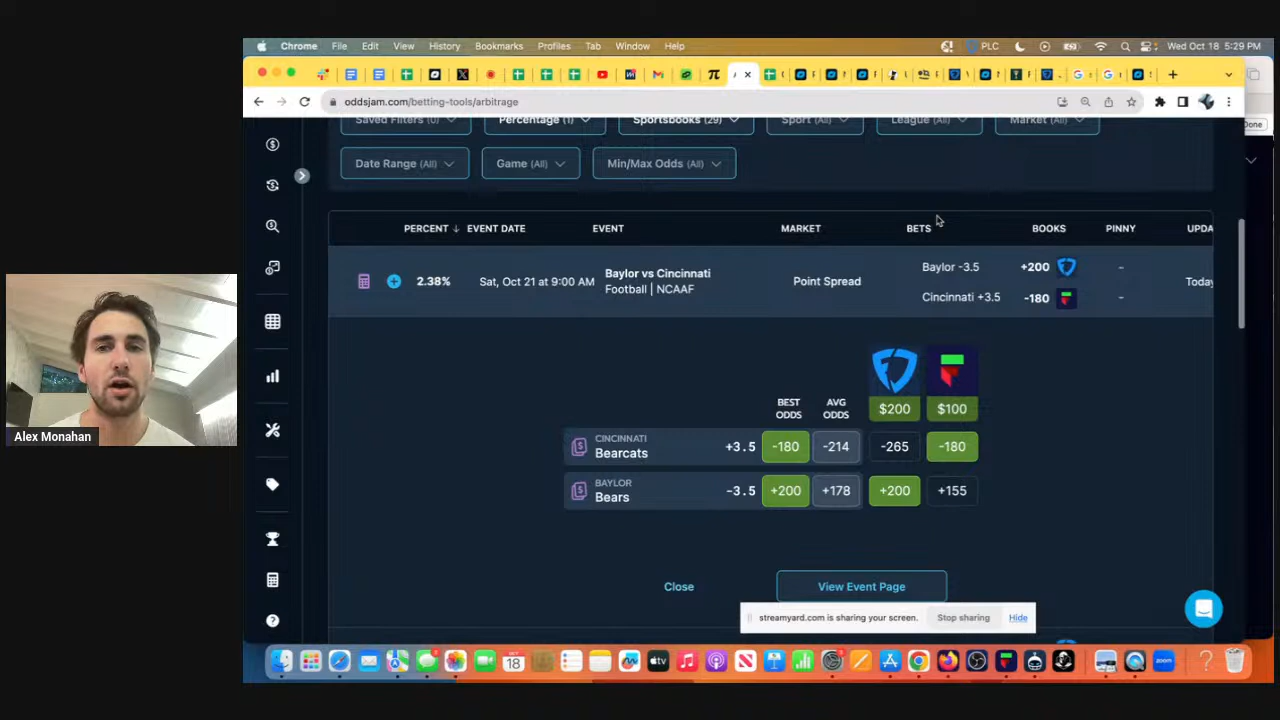 Chrome File Edit View History Bookmarks Profiles Tab Window Help
PLC
Wed Oct 18 5:29 PM
oddsjam.com/betting-tools/arbitrage
Done
Saved Filters (0)
Percentage (1)
Sportsbooks (29)
Sport (All)
League (All)
Market (All)
Date Range (All)
Game (All)
Min/Max Odds (All)
PERCENT ↓ EVENT DATE EVENT MARKET BETS BOOKS PINNY UPDA
2.38% Sat, Oct 21 at 9:00 AM
Baylor vs Cincinnati
Football | NCAAF
Point Spread
Baylor -3.5 +200 -
Cincinnati +3.5 -180 -
Today
BEST ODDS
AVG ODDS
$200 $100
CINCINNATI
Bearcats +3.5 -180 -214 -265 -180
BAYLOR
Bears -3.5 +200 +178 +200 +155
Close
View Event Page
streamyard.com is sharing your screen. Stop sharing Hide
Alex Monahan
OCT
18
zoom